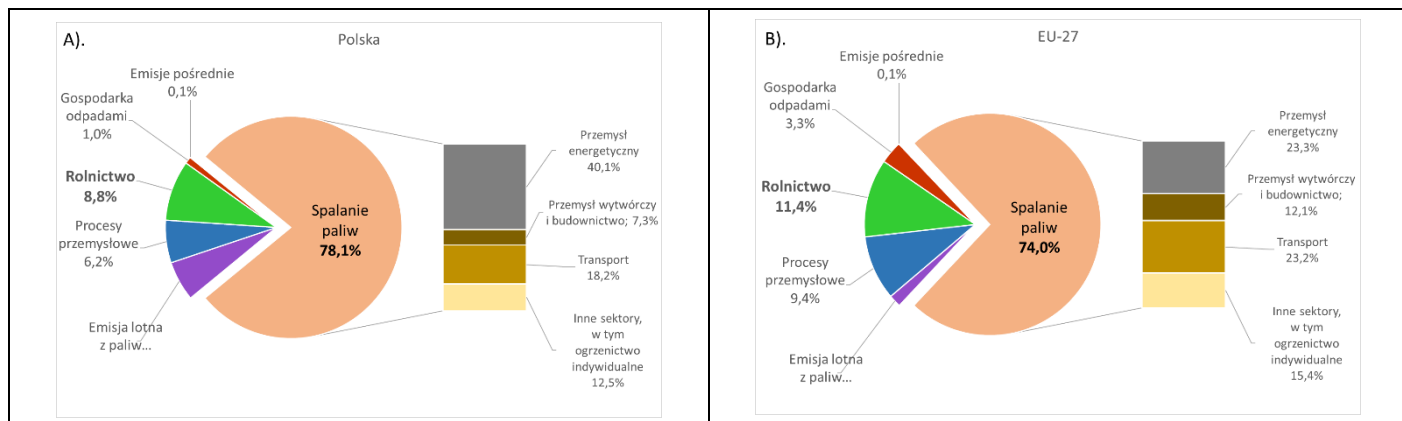 A).
Polska
Emisje pośrednie
0,1%
Gospodarka
odpadami
1,0%
Rolnictwo
8,8%
Procesy
przemysłowe
6,2%
Emisja lotna
z paliw...
Spalanie
paliw
78,1%
Przemysł
energetyczny
40,1%
Przemysł wytwórczy
i budownictwo; 7,3%
Transport
18,2%
Inne sektory,
w tym
ogrzenictwo
indywidualne
12,5%
B).
EU-27
Emisje pośrednie
0,1%
Gospodarka
odpadami
3,3%
Rolnictwo
11,4%
Procesy
przemysłowe
9,4%
Emisja lotna
z paliw...
Spalanie
paliw
74,0%
Przemysł
energetyczny
23,3%
Przemysł wytwórczy
i budownictwo;
12,1%
Transport
23,2%
Inne sektory,
w tym
ogrzenictwo
indywidualne
15,4%